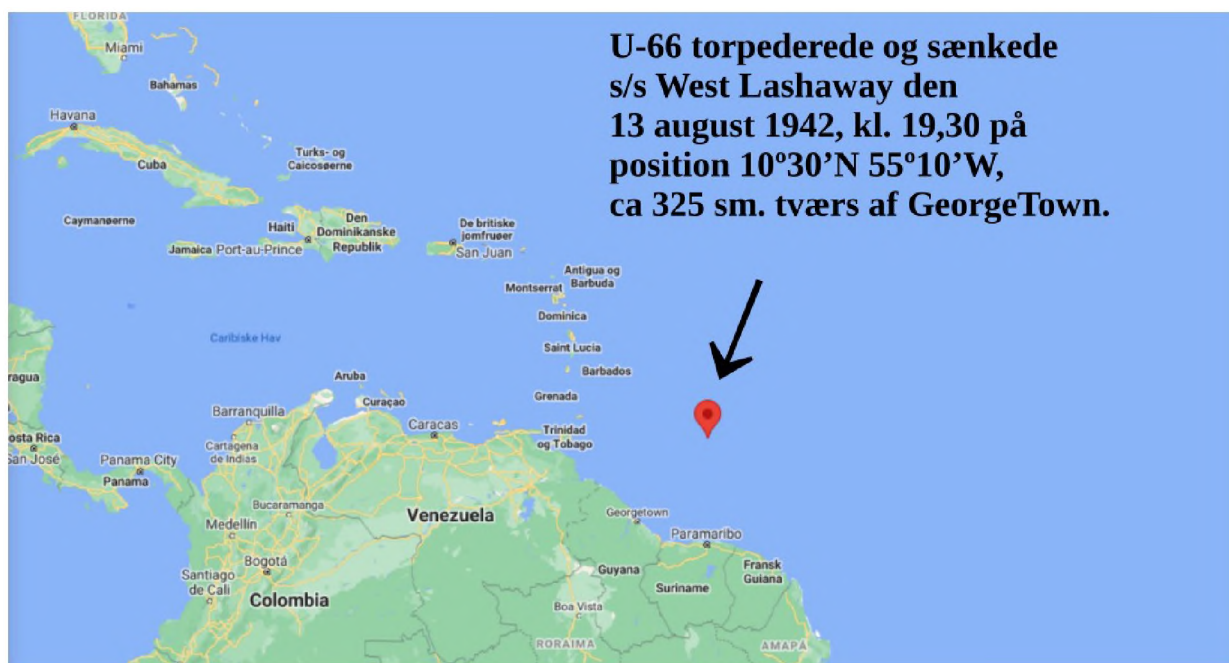 U-66 torpederede og sænkede
s/s West Lashaway den
13 august 1942, kl. 19,30 på
position 10º30’N 55º10’W,
ca 325 sm. tværs af GeorgeTown.
FLORIDA
Miami
Bahamas
Havana
Cuba
Turks- og
Caicosøerne
Caymanøerne
Haiti
Den
Dominikanske
Republik
De britiske
jomfruøer
Jamaica
Port-au-Prince
San Juan
Antigua og
Barbuda
Montserrat
Dominica
Caribiske Hav
Saint Lucia
Barbados
ragua
Aruba
Curaçao
Grenada
Barranquilla
Caracas
Trinidad
og Tobago
Cartagena
de Indias
osta Rica
San José
Panama City
Panama
Bucaramanga
Venezuela
Georgetown
Medellín
Paramaribo
Bogotá
Guyana
Fransk
Guiana
Santiago
de Cali
Suriname
Colombia
Boa Vista
RORAIMA
AMAPÁ